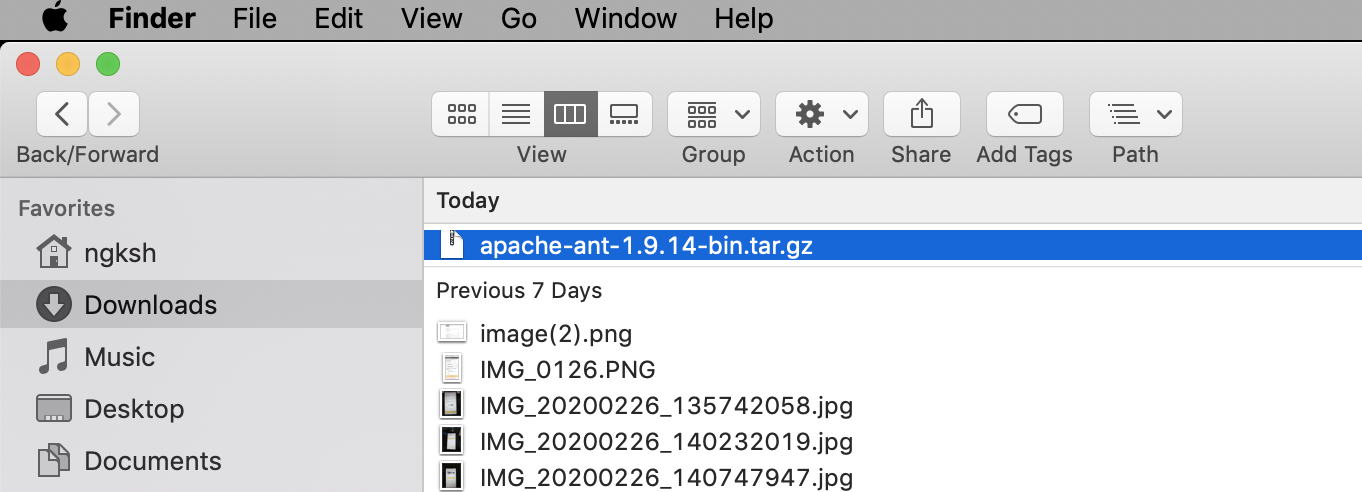 Finder File Edit View Go Window Help
Back/Forward View Group Action Share Add Tags Path
Favorites
ngksh
Downloads
Music
Desktop
Documents
Today
apache-ant-1.9.14-bin.tar.gz
Previous 7 Days
image(2).png
IMG_0126.PNG
IMG_20200226_135742058.jpg
IMG_20200226_140232019.jpg
IMG_20200226_140747947.jpg